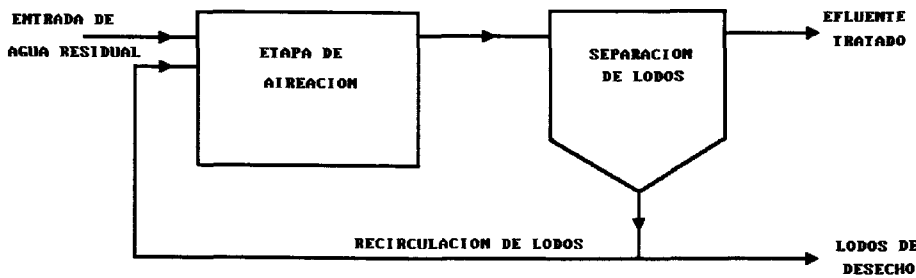 ENTRADA DE
AGUA RESIDUAL
ETAPA DE
AIREACION
SEPARACION
DE LODOS
EFLUENTE
TRATADO
RECIRCULACION DE LODOS
LODOS DE
DESECHO